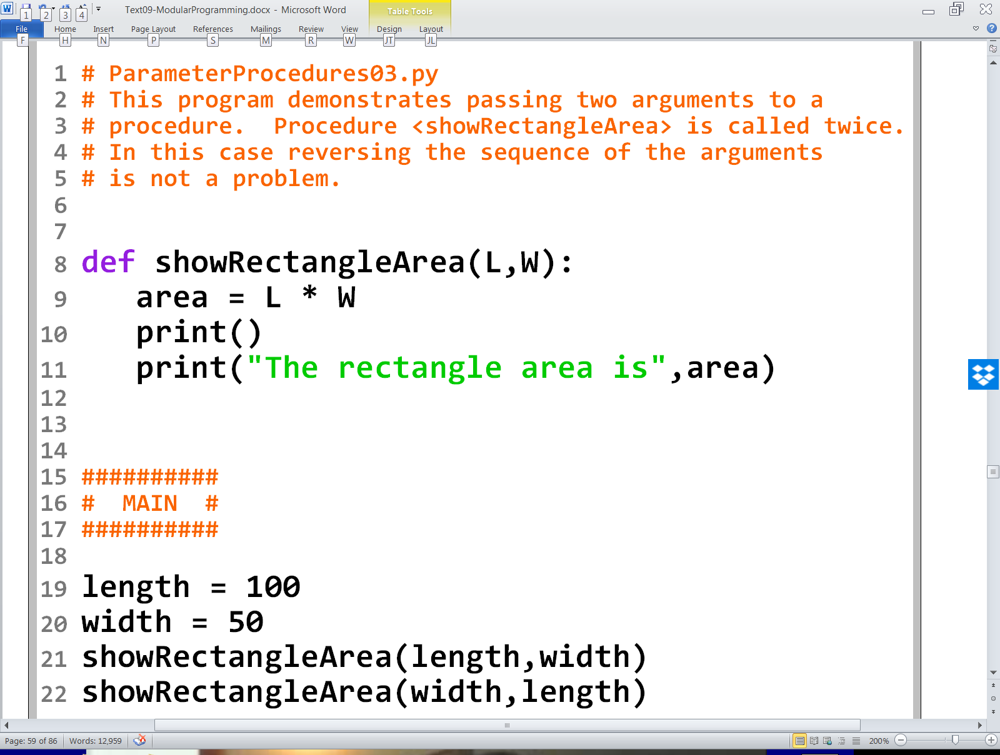 1 2 3 4 Text09-ModularProgramming.docx - Microsoft Word Table Tools
File Home Insert Page Layout References Mailings Review View Design Layout
F H N P S M R W JT JL
1 # ParameterProcedures03.py
2 # This program demonstrates passing two arguments to a
3 # procedure.  Procedure <showRectangleArea> is called twice.
4 # In this case reversing the sequence of the arguments
5 # is not a problem.
6
7
8 def showRectangleArea(L,W):
9    area = L * W
10    print()
11    print("The rectangle area is",area)
12
13
14
15 ##########
16 #  MAIN  #
17 ##########
18
19 length = 100
20 width = 50
21 showRectangleArea(length,width)
22 showRectangleArea(width,length)
Page: 59 of 86 Words: 12,959 200%